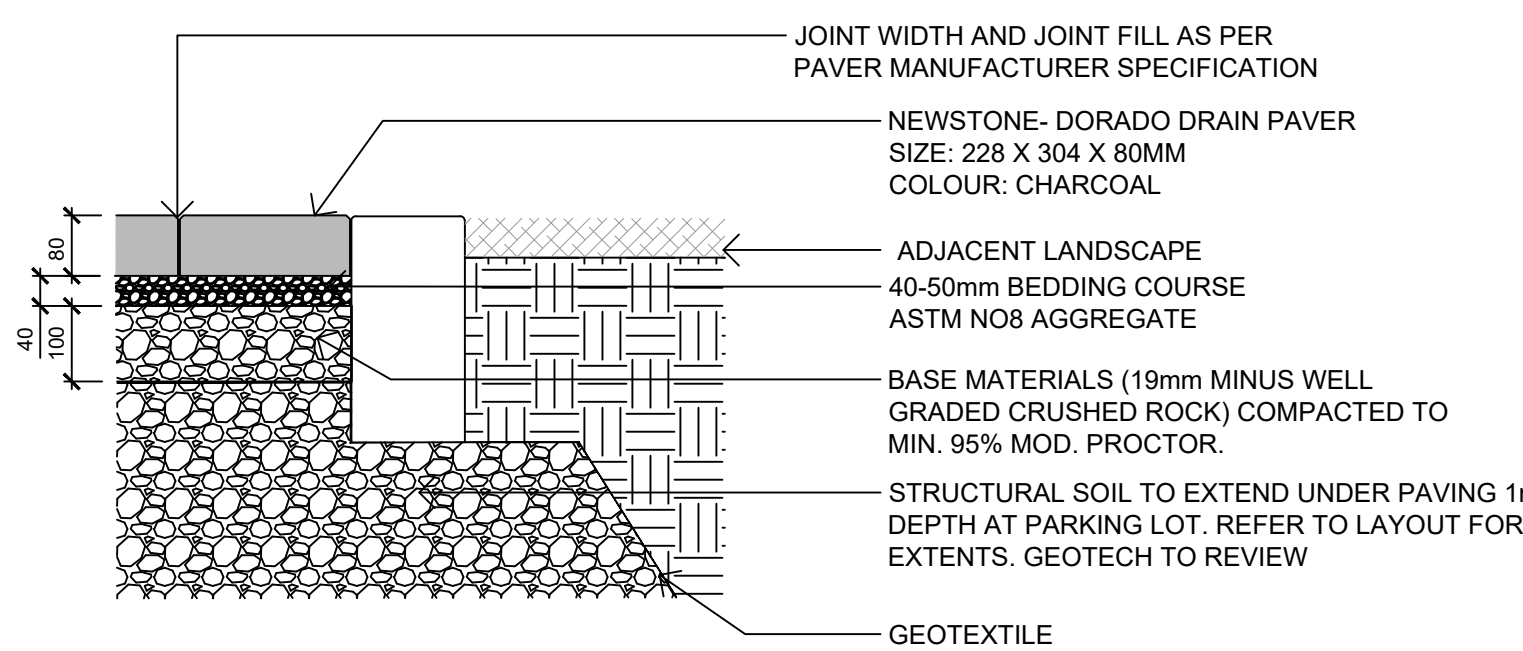 JOINT WIDTH AND JOINT FILL AS PER
PAVER MANUFACTURER SPECIFICATION
NEWSTONE- DORADO DRAIN PAVER
SIZE: 228 X 304 X 80MM
COLOUR: CHARCOAL
80
ADJACENT LANDSCAPE
40-50mm BEDDING COURSE
ASTM NO8 AGGREGATE
40
100
BASE MATERIALS (19mm MINUS WELL
GRADED CRUSHED ROCK) COMPACTED TO
MIN. 95% MOD. PROCTOR.
STRUCTURAL SOIL TO EXTEND UNDER PAVING
DEPTH AT PARKING LOT. REFER TO LAYOUT FOR
EXTENTS. GEOTECH TO REVIEW
GEOTEXTILE